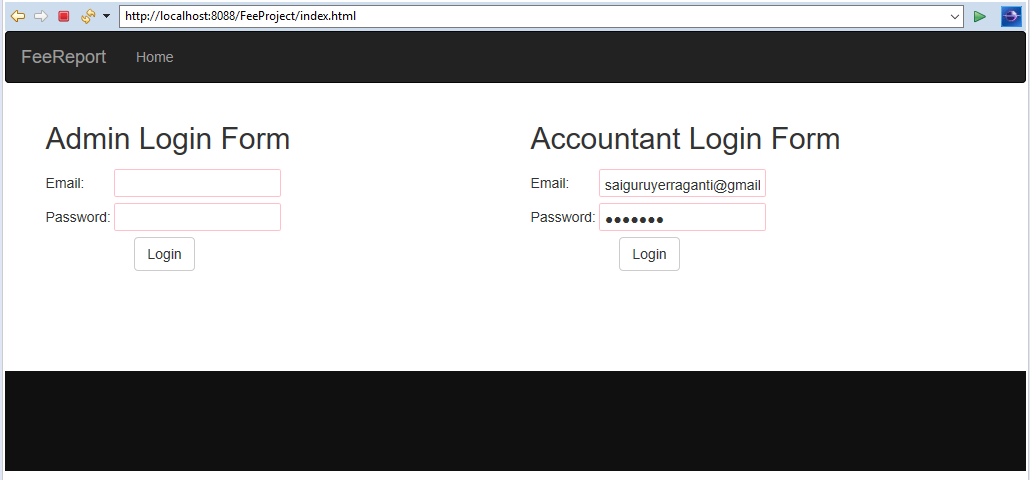 http://localhost:8088/FeeProject/index.html
FeeReport Home
Admin Login Form
Email:
Password:
Login
Accountant Login Form
Email: saiguruyerraganti@gmail
Password: ●●●●●●●
Login